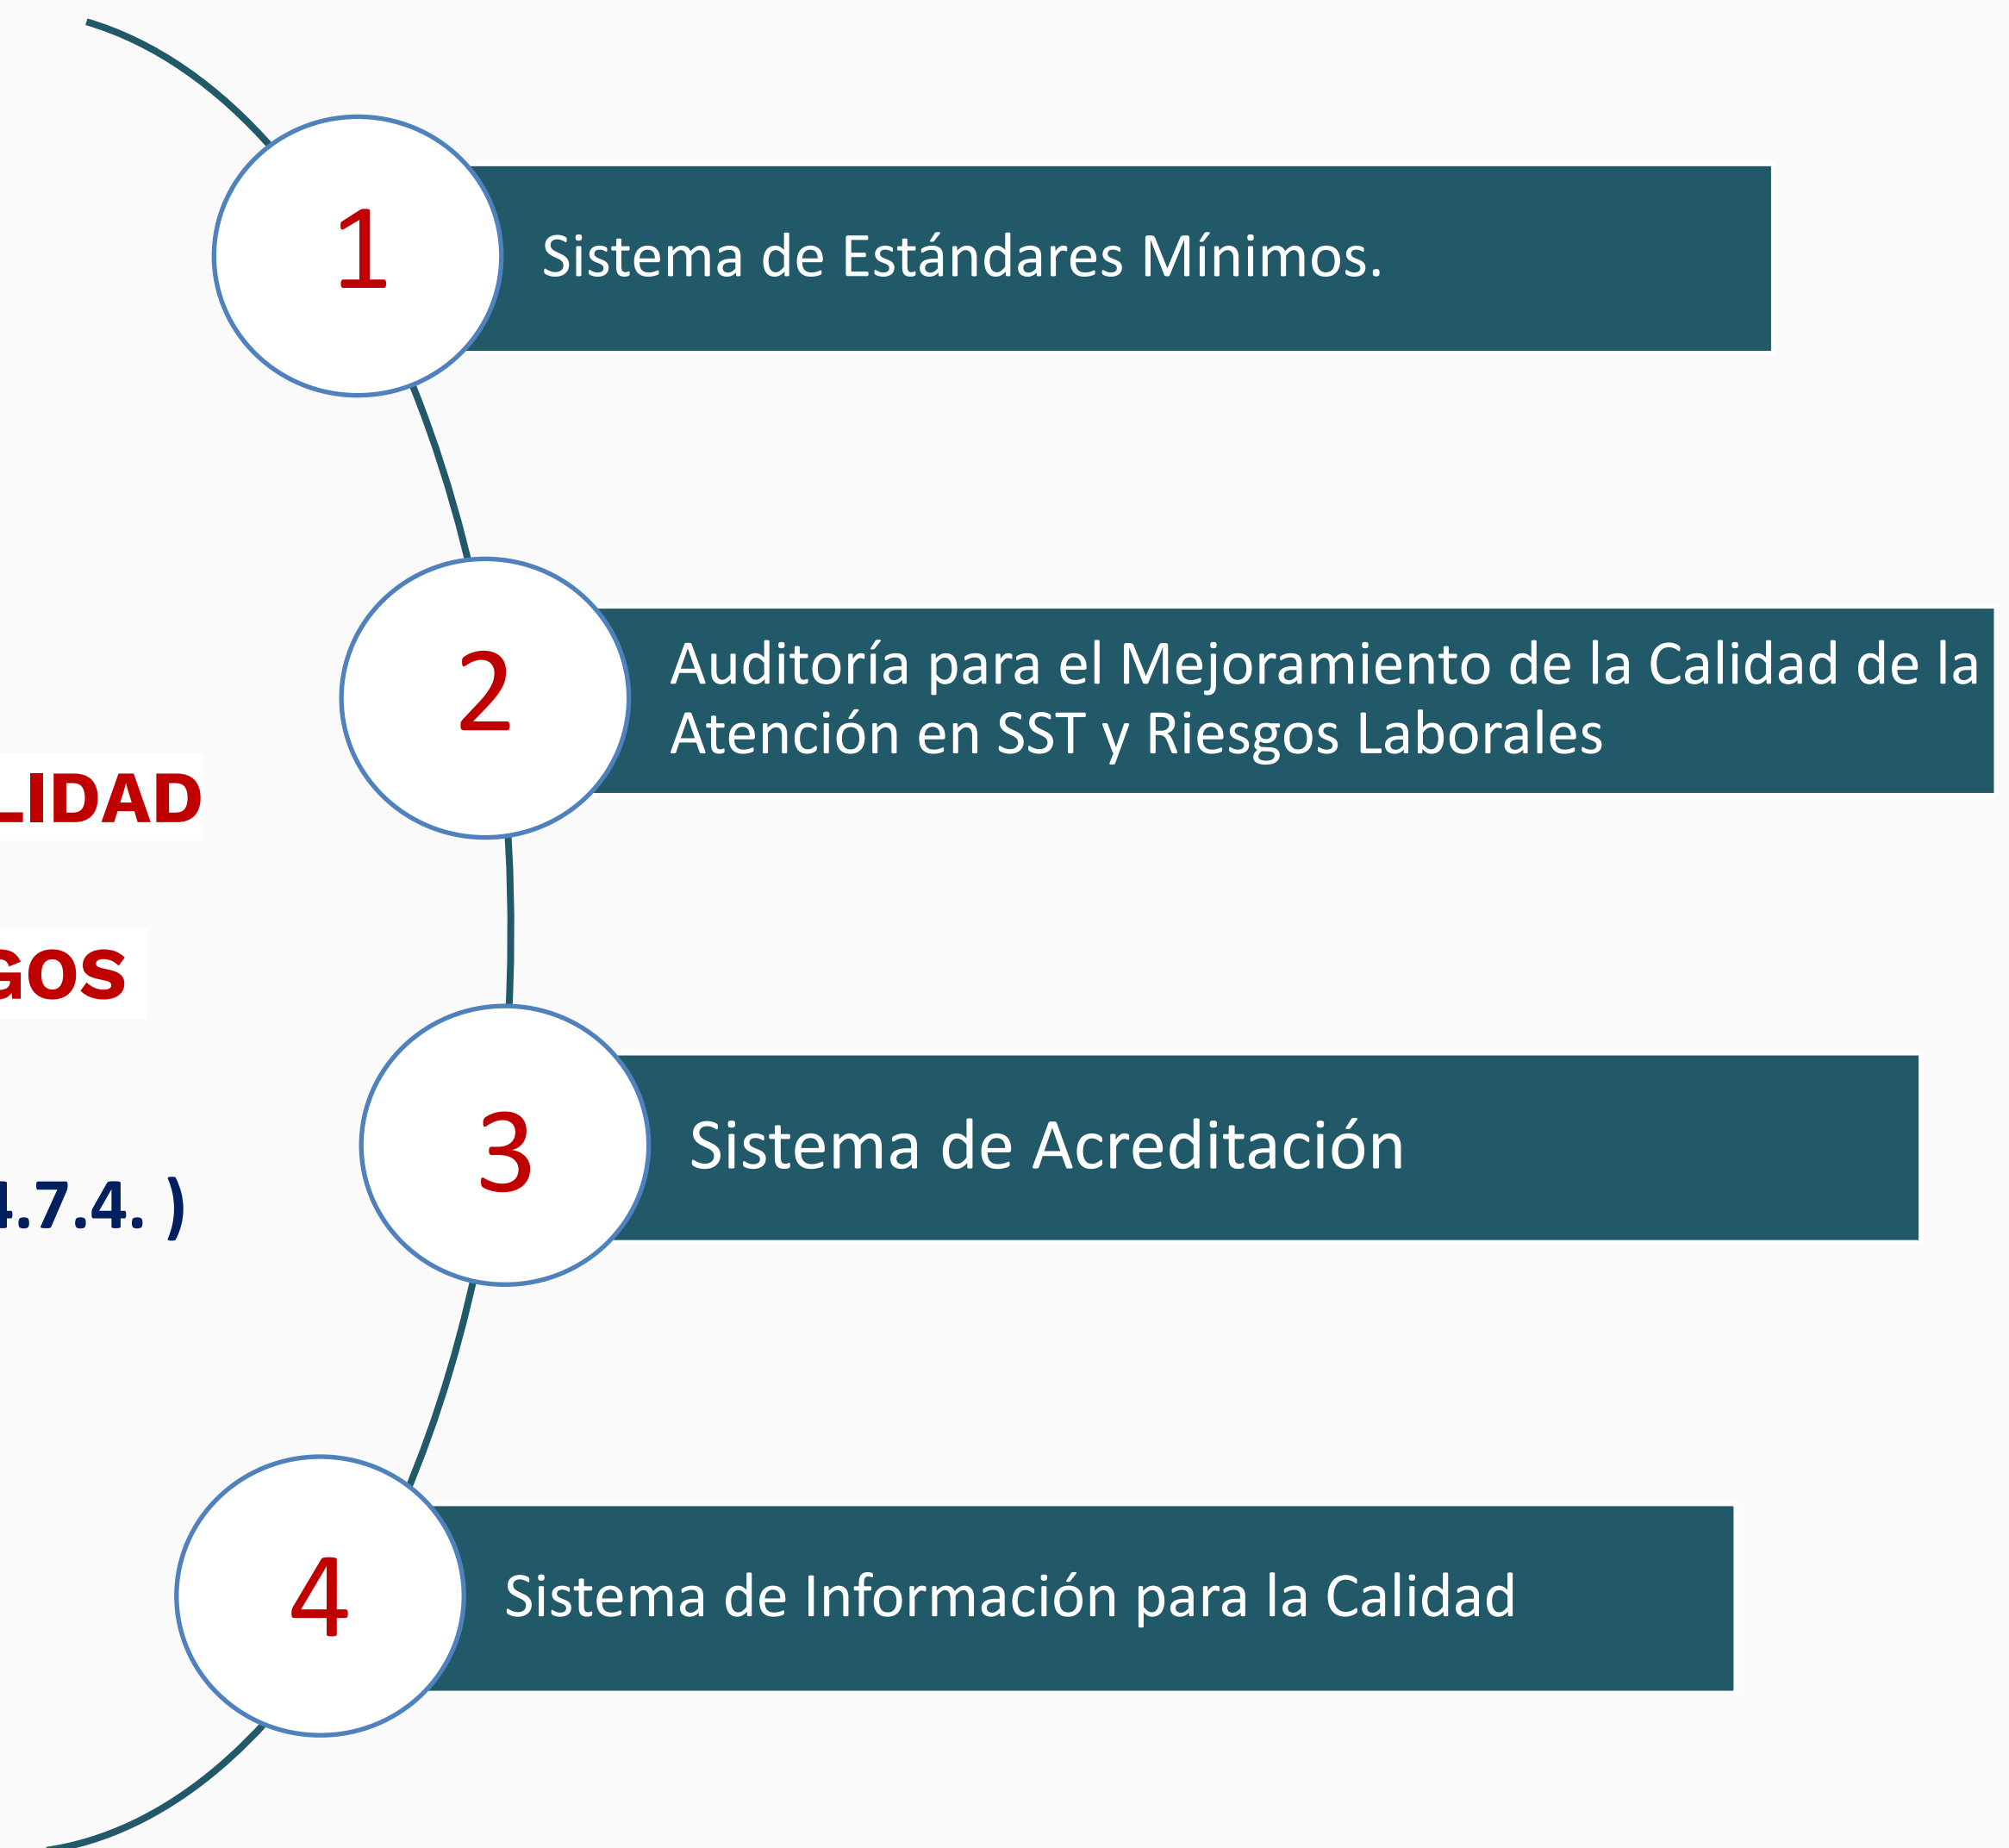 1
Sistema de Estándares Mínimos.
2
Auditoría para el Mejoramiento de la Calidad de la
Atención en SST y Riesgos Laborales
LIDAD
GOS
3
Sistema de Acreditación
4.7.4. )
4
Sistema de Información para la Calidad